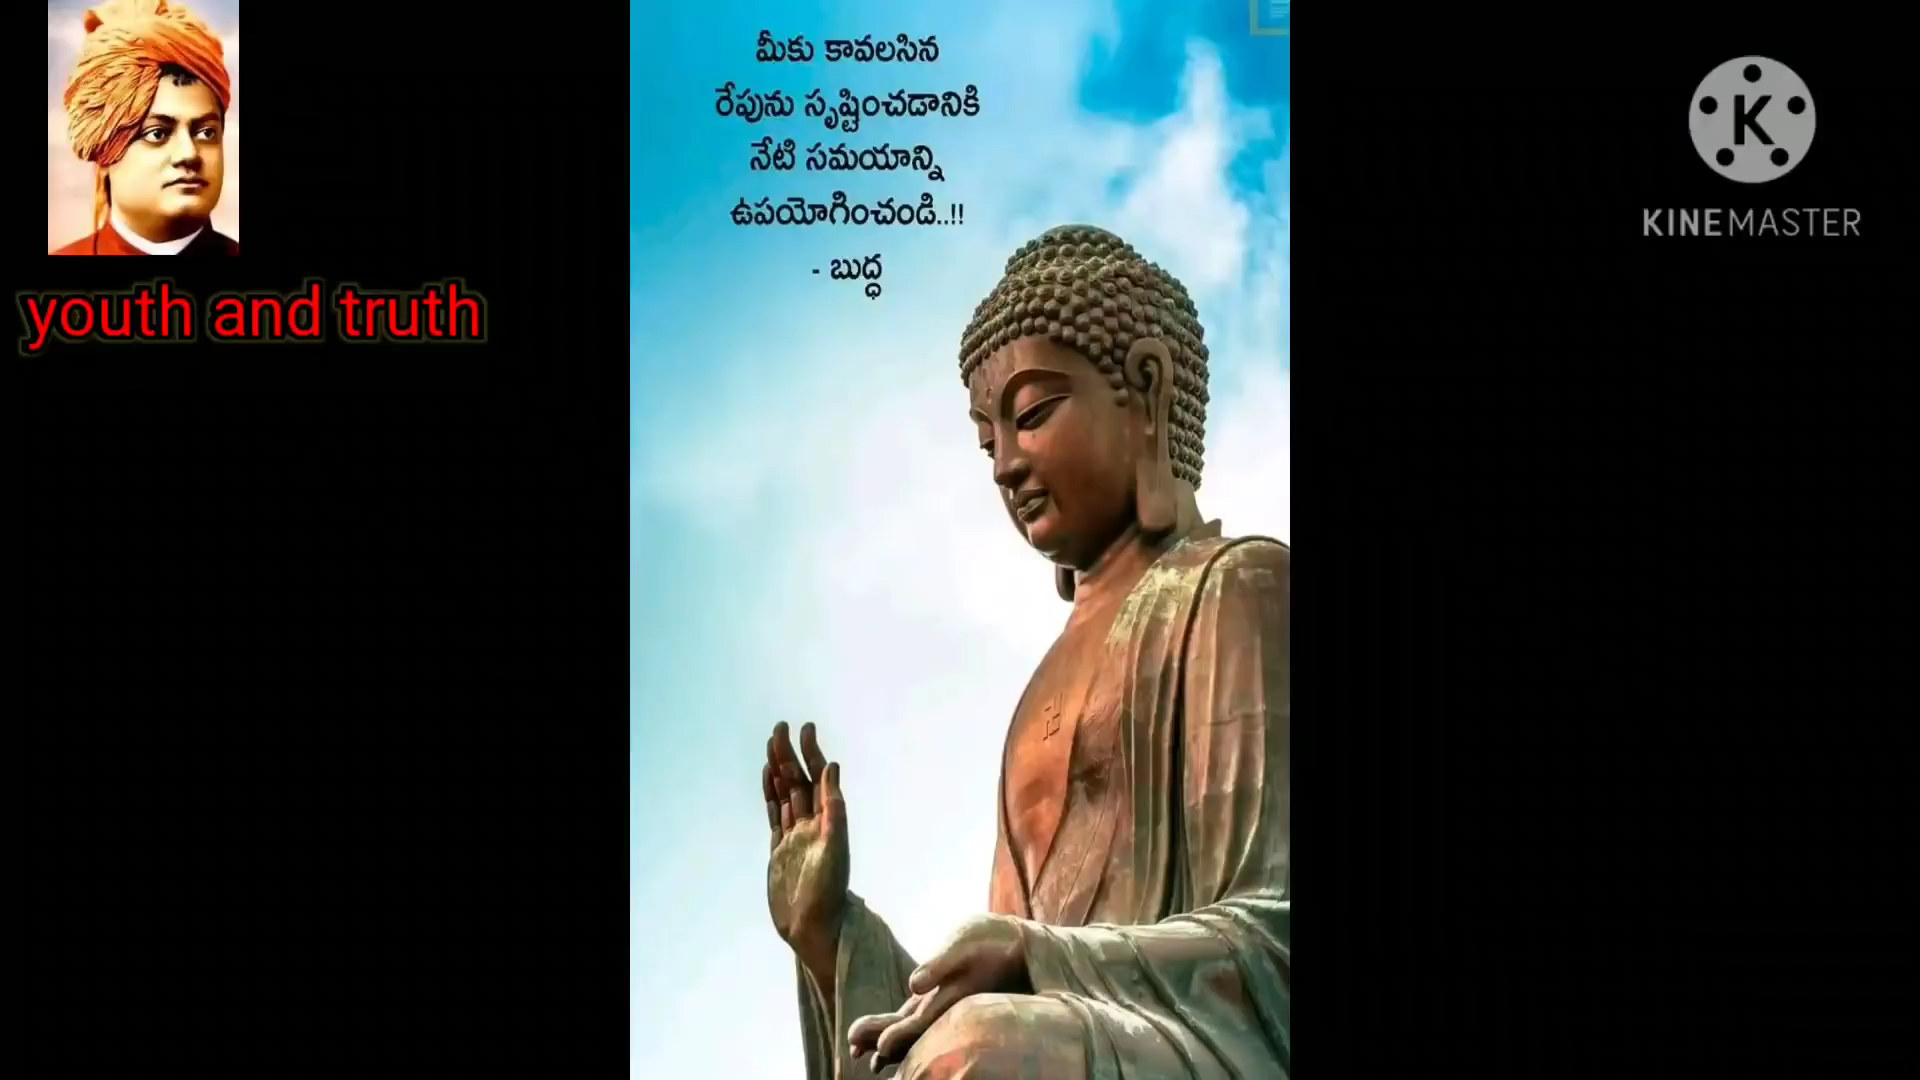 మీకు కావలసిన
రేపును సృష్టించడానికి
నేటి సమయాన్ని
ఉపయోగించండి..!!
- బుద్ధ
youth and truth
K
KINEMASTER